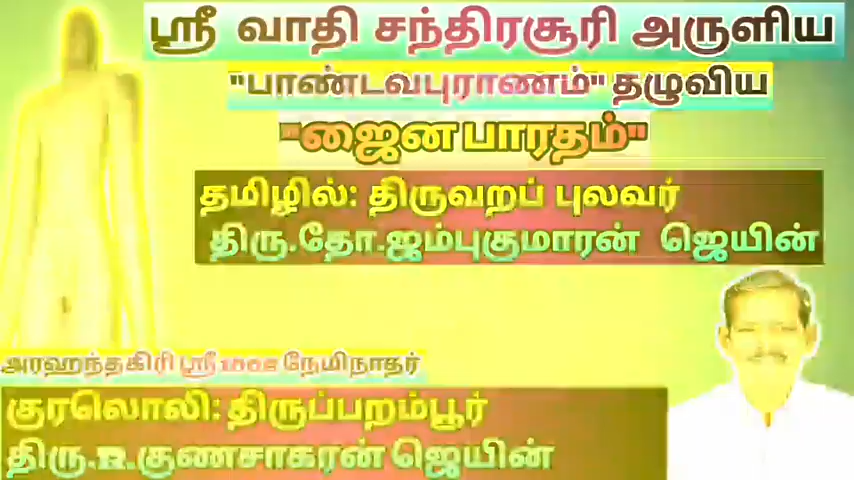 ஸ்ரீ வாதி சந்திரசூரி அருளிய
"பாண்டவபுராணம்" தழுவிய
"ஜைன பாரதம்"
தமிழில்: திருவறப் புலவர்
திரு.தோ.ஜம்புகுமாரன் ஜெயின்
அரஹந்தகிரி ஸ்ரீ 1008 நேமிநாதர்
குரலொலி: திருப்பறம்பூர்
திரு.R.குணசாகரன் ஜெயின்